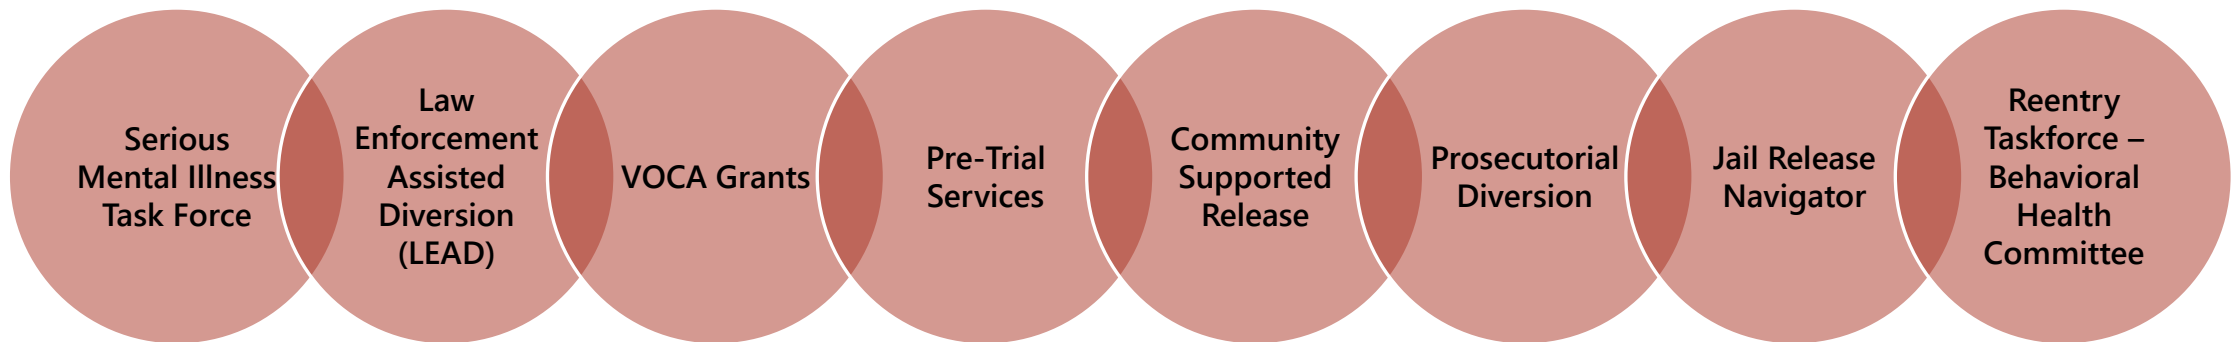 Serious
Mental Illness
Task Force
Law
Enforcement
Assisted
Diversion
(LEAD)
VOCA Grants
Pre-Trial
Services
Community
Supported
Release
Prosecutorial
Diversion
Jail Release
Navigator
Reentry
Taskforce –
Behavioral
Health
Committee